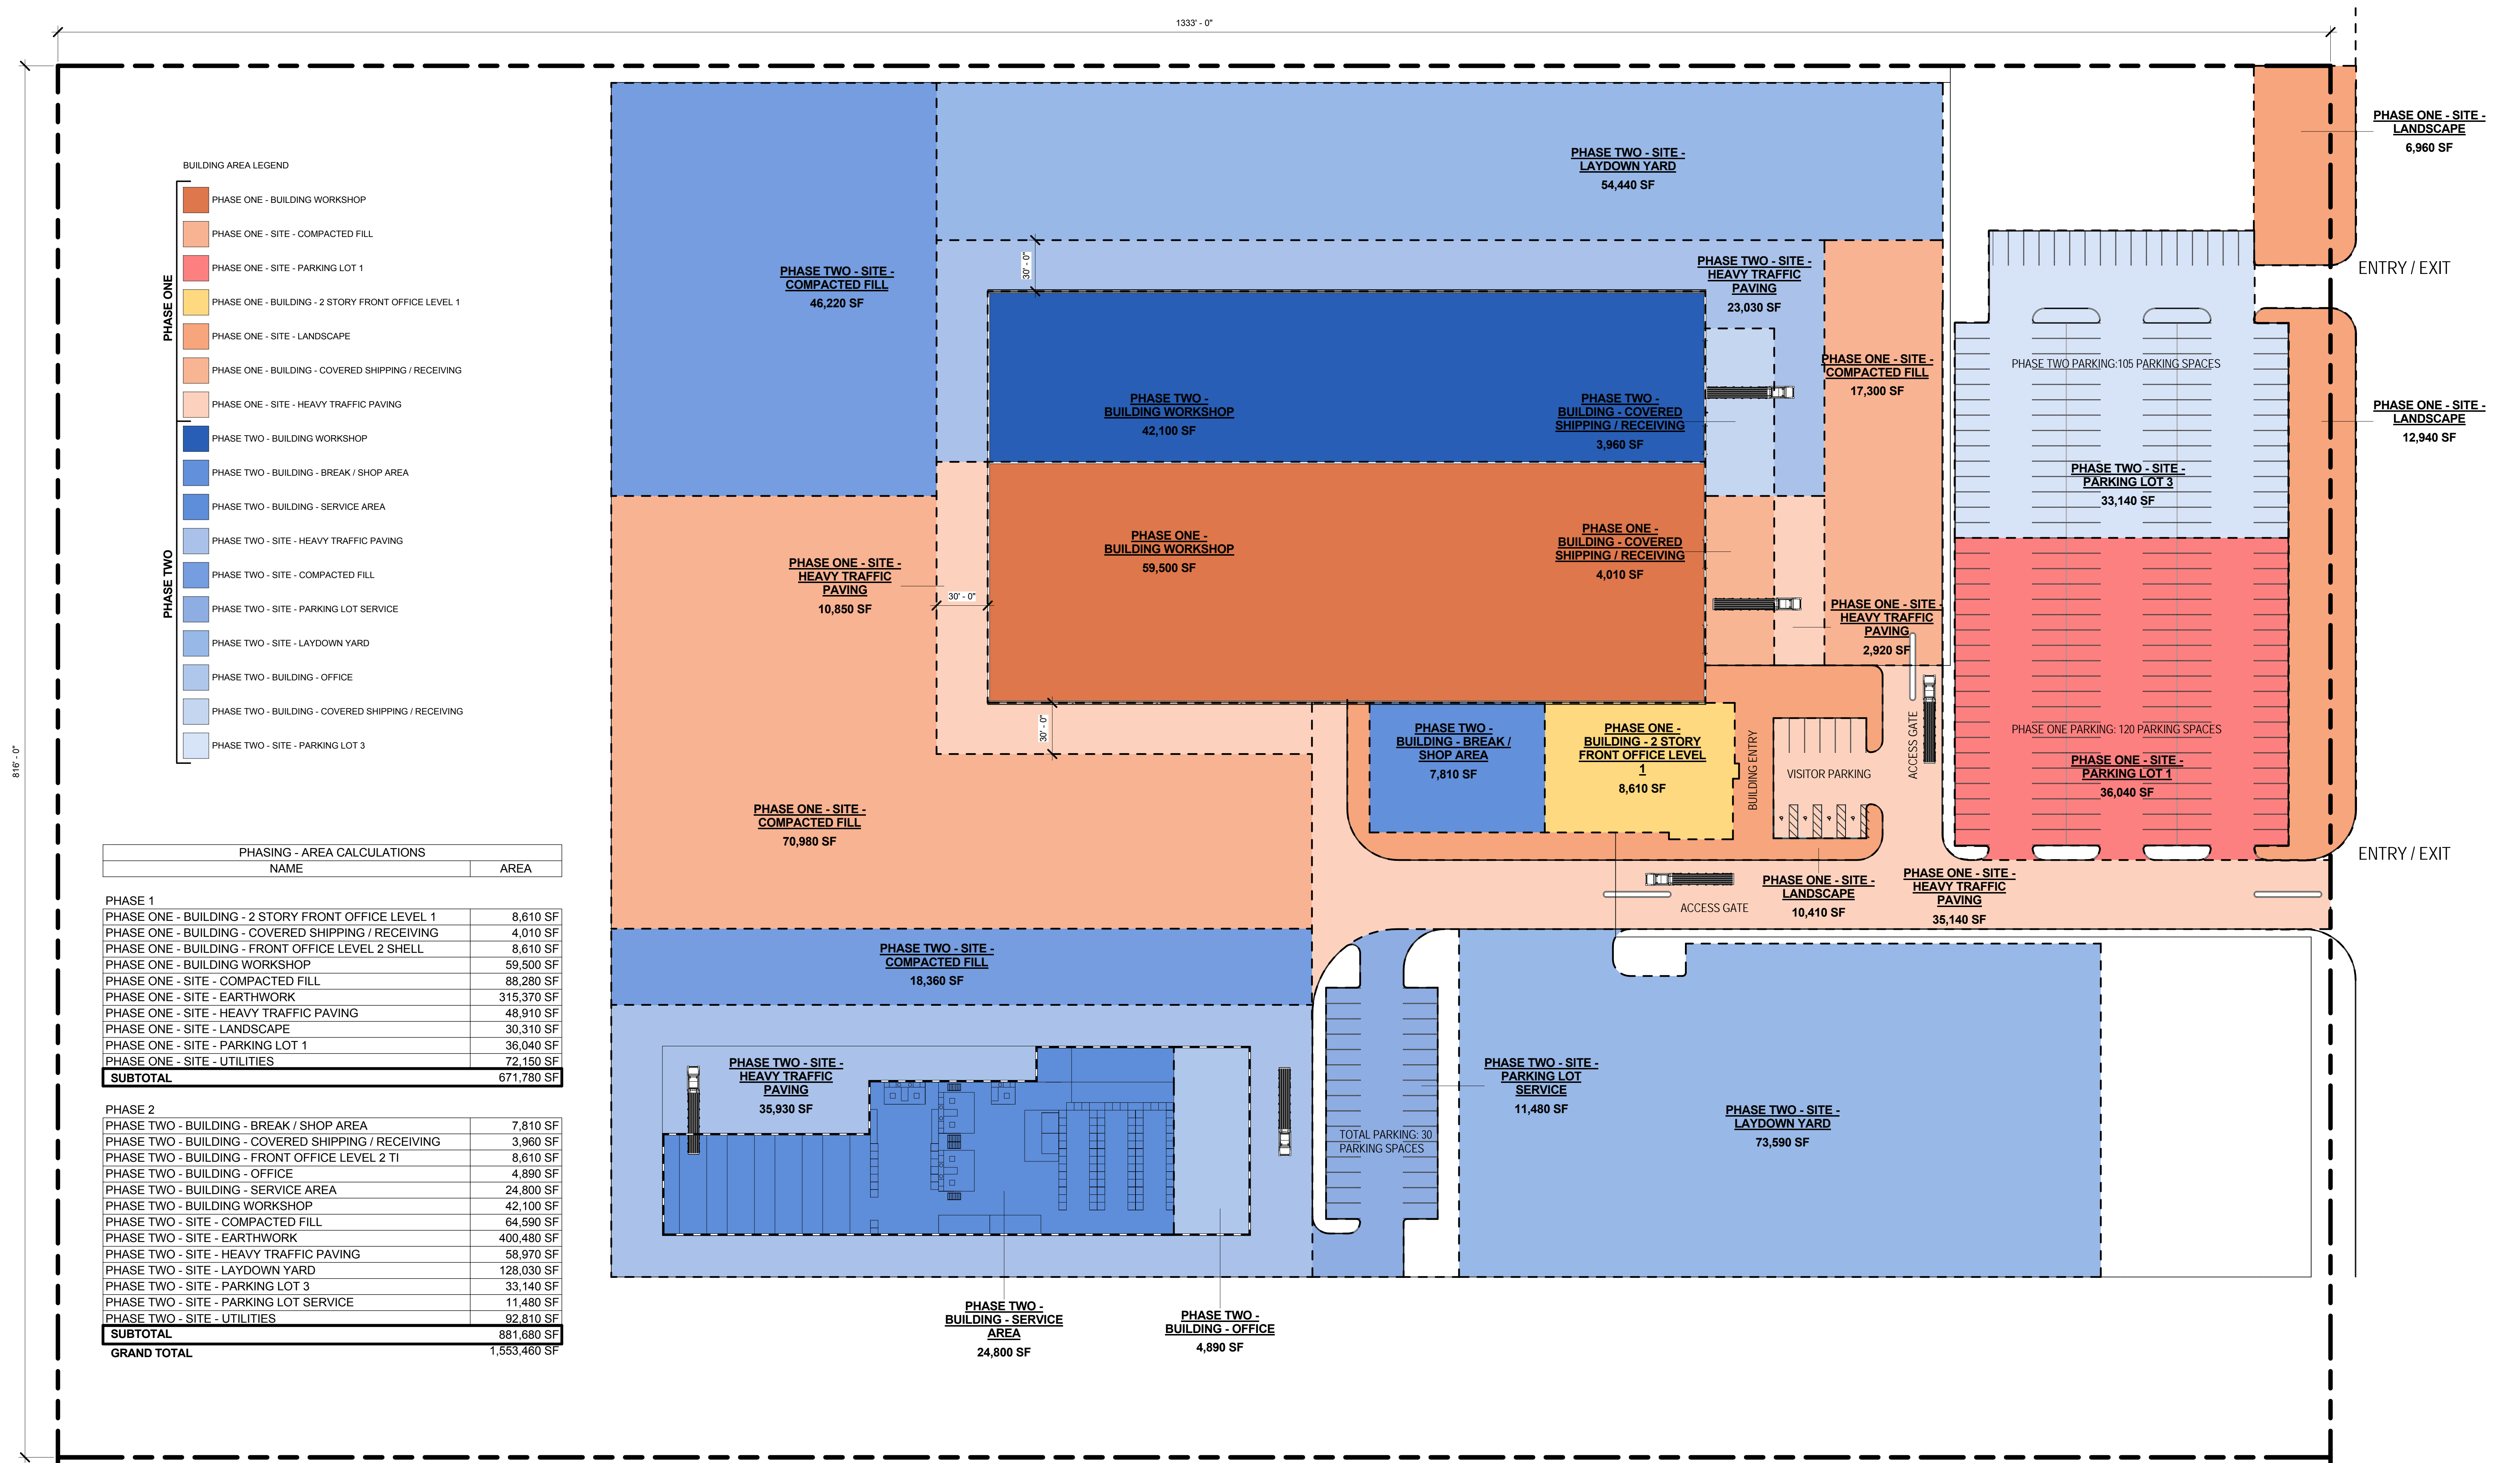 1333' - 0"
816' - 0"
BUILDING AREA LEGEND
PHASE ONE
PHASE ONE - BUILDING WORKSHOP
PHASE ONE - SITE - COMPACTED FILL
PHASE ONE - SITE - PARKING LOT 1
PHASE ONE - BUILDING - 2 STORY FRONT OFFICE LEVEL 1
PHASE ONE - SITE - LANDSCAPE
PHASE ONE - BUILDING - COVERED SHIPPING / RECEIVING
PHASE ONE - SITE - HEAVY TRAFFIC PAVING
PHASE TWO
PHASE TWO - BUILDING WORKSHOP
PHASE TWO - BUILDING - BREAK / SHOP AREA
PHASE TWO - BUILDING - SERVICE AREA
PHASE TWO - SITE - HEAVY TRAFFIC PAVING
PHASE TWO - SITE - COMPACTED FILL
PHASE TWO - SITE - PARKING LOT SERVICE
PHASE TWO - SITE - LAYDOWN YARD
PHASE TWO - BUILDING - OFFICE
PHASE TWO - BUILDING - COVERED SHIPPING / RECEIVING
PHASE TWO - SITE - PARKING LOT 3
PHASING - AREA CALCULATIONS
NAME AREA
PHASE 1
PHASE ONE - BUILDING - 2 STORY FRONT OFFICE LEVEL 1 8,610 SF
PHASE ONE - BUILDING - COVERED SHIPPING / RECEIVING 4,010 SF
PHASE ONE - BUILDING - FRONT OFFICE LEVEL 2 SHELL 8,610 SF
PHASE ONE - BUILDING WORKSHOP 59,500 SF
PHASE ONE - SITE - COMPACTED FILL 88,280 SF
PHASE ONE - SITE - EARTHWORK 315,370 SF
PHASE ONE - SITE - HEAVY TRAFFIC PAVING 48,910 SF
PHASE ONE - SITE - LANDSCAPE 30,310 SF
PHASE ONE - SITE - PARKING LOT 1 36,040 SF
PHASE ONE - SITE - UTILITIES 72,150 SF
SUBTOTAL 671,780 SF
PHASE 2
PHASE TWO - BUILDING - BREAK / SHOP AREA 7,810 SF
PHASE TWO - BUILDING - COVERED SHIPPING / RECEIVING 3,960 SF
PHASE TWO - BUILDING - FRONT OFFICE LEVEL 2 TI 8,610 SF
PHASE TWO - BUILDING - OFFICE 4,890 SF
PHASE TWO - BUILDING - SERVICE AREA 24,800 SF
PHASE TWO - BUILDING WORKSHOP 42,100 SF
PHASE TWO - SITE - COMPACTED FILL 64,590 SF
PHASE TWO - SITE - EARTHWORK 400,480 SF
PHASE TWO - SITE - HEAVY TRAFFIC PAVING 58,970 SF
PHASE TWO - SITE - LAYDOWN YARD 128,030 SF
PHASE TWO - SITE - PARKING LOT 3 33,140 SF
PHASE TWO - SITE - PARKING LOT SERVICE 11,480 SF
PHASE TWO - SITE - UTILITIES 92,810 SF
SUBTOTAL 881,680 SF
GRAND TOTAL 1,553,460 SF
PHASE TWO - SITE -
LAYDOWN YARD
54,440 SF
PHASE TWO - SITE -
COMPACTED FILL
46,220 SF
30' - 0"
PHASE TWO - SITE -
HEAVY TRAFFIC
PAVING
23,030 SF
PHASE TWO -
BUILDING WORKSHOP
42,100 SF
PHASE TWO -
BUILDING - COVERED
SHIPPING / RECEIVING
3,960 SF
PHASE ONE - SITE -
COMPACTED FILL
17,300 SF
PHASE ONE - SITE -
HEAVY TRAFFIC
PAVING
10,850 SF
30' - 0"
PHASE ONE -
BUILDING WORKSHOP
59,500 SF
PHASE ONE -
BUILDING - COVERED
SHIPPING / RECEIVING
4,010 SF
PHASE ONE - SITE -
HEAVY TRAFFIC
PAVING
2,920 SF
30' - 0"
PHASE ONE - SITE -
COMPACTED FILL
70,980 SF
PHASE TWO -
BUILDING - BREAK /
SHOP AREA
7,810 SF
PHASE ONE -
BUILDING - 2 STORY
FRONT OFFICE LEVEL
1
8,610 SF
BUILDING ENTRY
VISITOR PARKING
ACCESS GATE
ACCESS GATE
PHASE ONE - SITE -
LANDSCAPE
10,410 SF
PHASE ONE - SITE -
HEAVY TRAFFIC
PAVING
35,140 SF
PHASE ONE - SITE -
LANDSCAPE
6,960 SF
ENTRY / EXIT
PHASE TWO PARKING:105 PARKING SPACES
PHASE ONE - SITE -
LANDSCAPE
12,940 SF
PHASE TWO - SITE -
PARKING LOT 3
33,140 SF
PHASE ONE PARKING: 120 PARKING SPACES
PHASE ONE - SITE -
PARKING LOT 1
36,040 SF
ENTRY / EXIT
PHASE TWO - SITE -
COMPACTED FILL
18,360 SF
PHASE TWO - SITE -
HEAVY TRAFFIC
PAVING
35,930 SF
TOTAL PARKING: 30
PARKING SPACES
PHASE TWO - SITE -
PARKING LOT
SERVICE
11,480 SF
PHASE TWO - SITE -
LAYDOWN YARD
73,590 SF
PHASE TWO -
BUILDING - SERVICE
AREA
24,800 SF
PHASE TWO -
BUILDING - OFFICE
4,890 SF